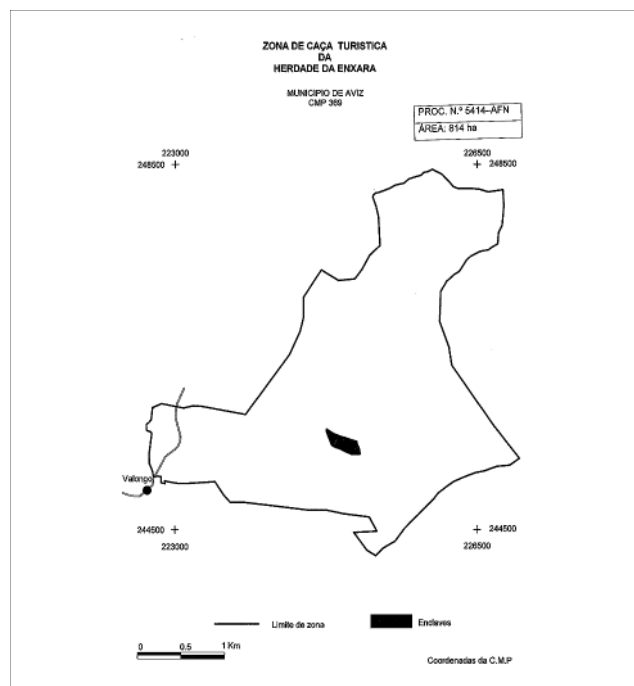 ZONA DE CAÇA TURISTICA
DA
HERDADE DA ENXARA
MUNICIPIO DE AVIZ
CMP 369
PROC. N.º 5414-AFN
ÁREA: 814 ha
223000
248500
226500
248500
Valongo
244500
223000
244500
226500
Limite de zona
Enclaves
0 0.5 1 Km
Coordenadas da C.M.P